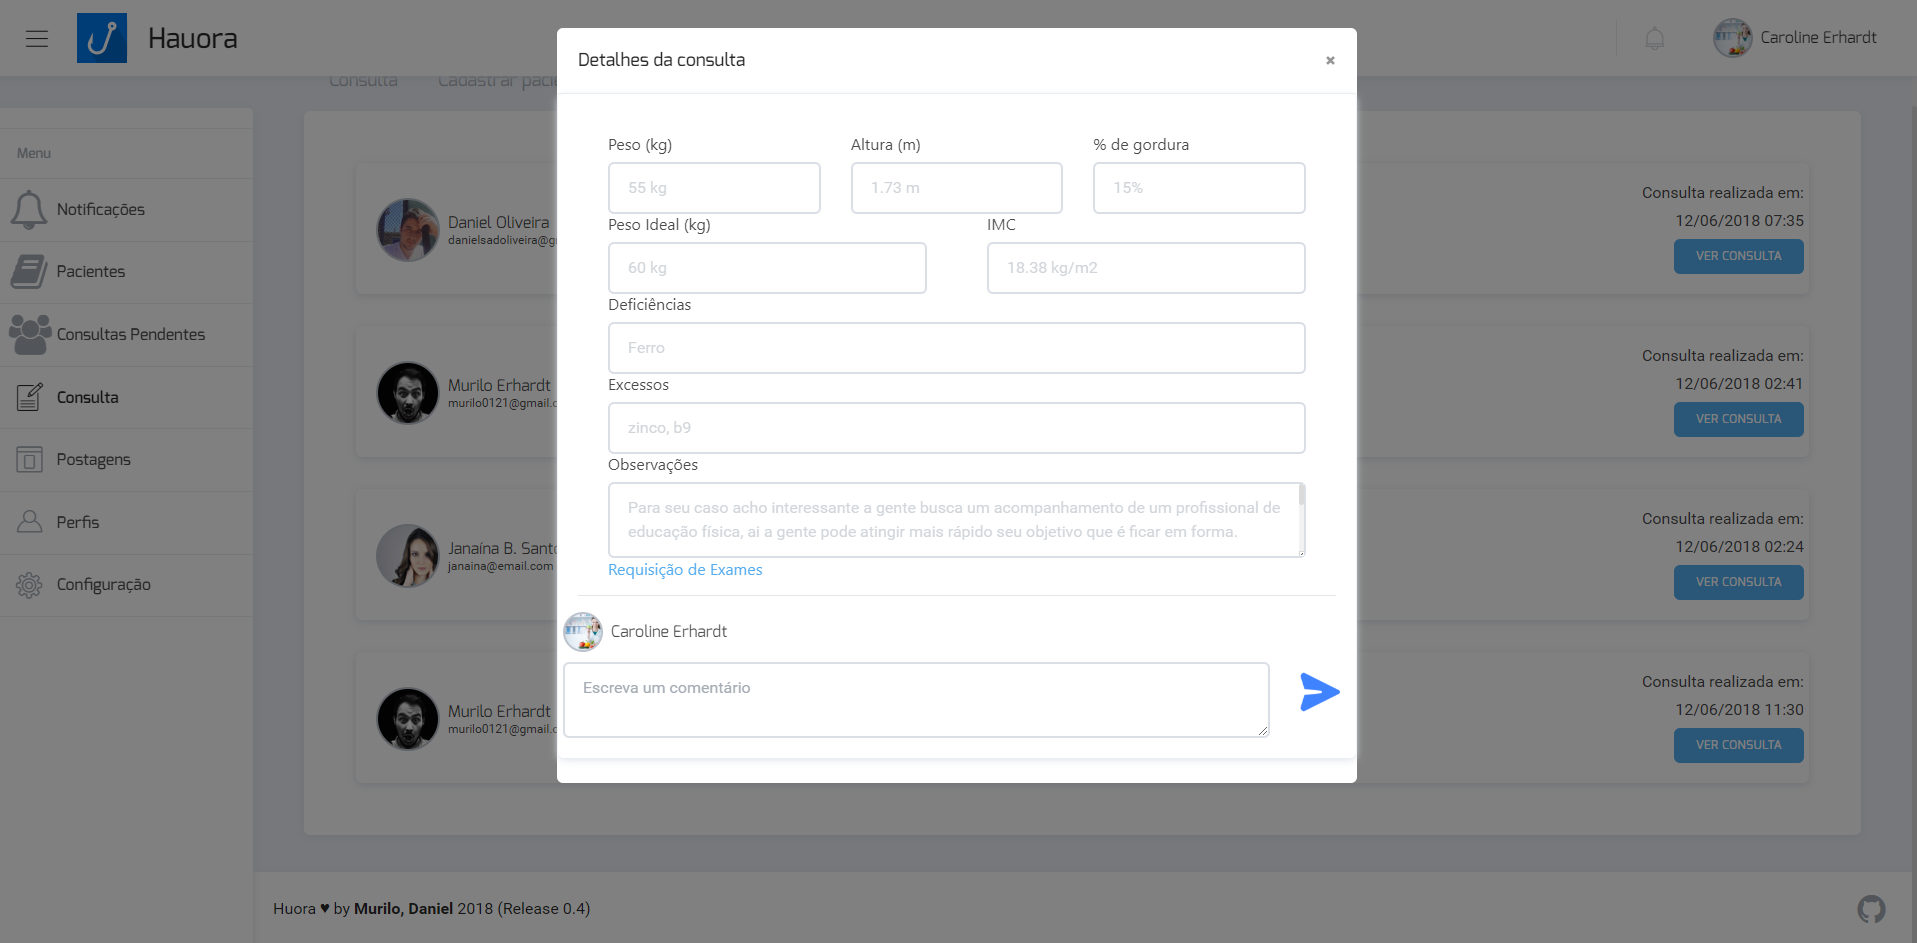 Hauora
Caroline Erhardt
Consulta
Cadastrar pacie
Menu
Notificações
Pacientes
Consultas Pendentes
Consulta
Postagens
Perfis
Configuração
Daniel Oliveira
danielsadoliveira@g
Consulta realizada em:
12/06/2018 07:35
VER CONSULTA
Murilo Erhardt
murilo0121@gmail.c
Consulta realizada em:
12/06/2018 02:41
VER CONSULTA
Janaína B. Santo
janaina@email.com
Consulta realizada em:
12/06/2018 02:24
VER CONSULTA
Murilo Erhardt
murilo0121@gmail.c
Consulta realizada em:
12/06/2018 11:30
VER CONSULTA
Detalhes da consulta
×
Peso (kg)
Altura (m)
% de gordura
55 kg
1.73 m
15%
Peso Ideal (kg)
IMC
60 kg
18.38 kg/m2
Deficiências
Ferro
Excessos
zinco, b9
Observações
Para seu caso acho interessante a gente busca um acompanhamento de um profissional de
educação física, ai a gente pode atingir mais rápido seu objetivo que é ficar em forma.
Requisição de Exames
Caroline Erhardt
Escreva um comentário
Huora ♥ by Murilo, Daniel 2018 (Release 0.4)